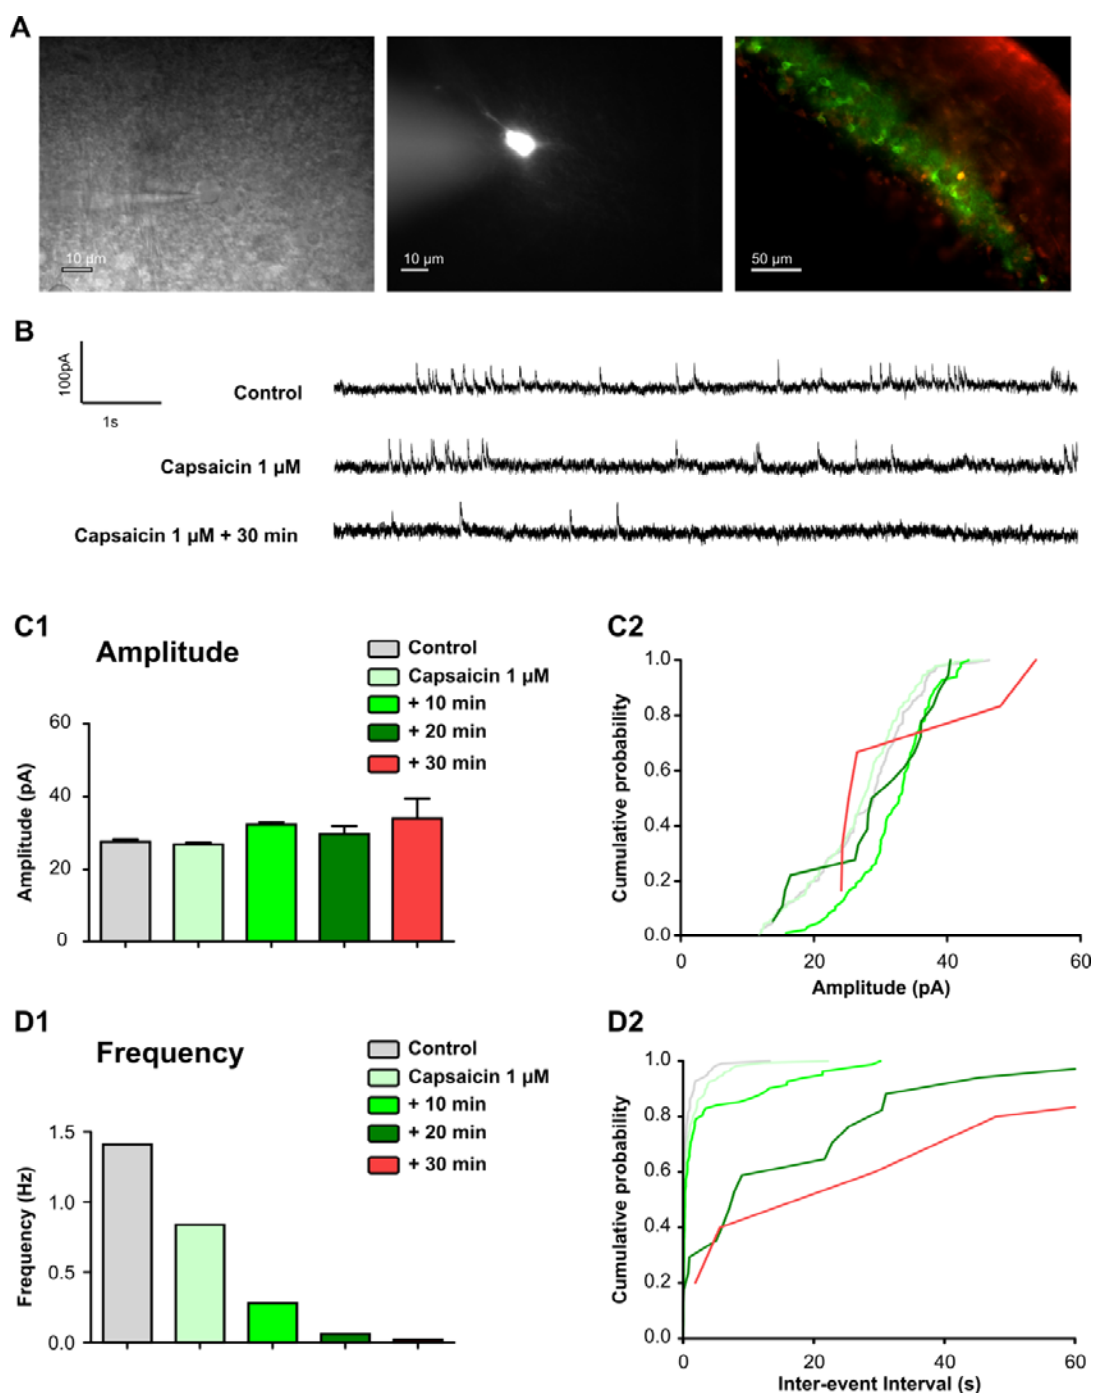 A
10 µm
10 µm
50 µm
B
100pA
1s
Control
Capsaicin 1 µM
Capsaicin 1 µM + 30 min
C1
Amplitude
Control
Capsaicin 1 µM
+ 10 min
+ 20 min
+ 30 min
Amplitude (pA)
60
40
20
0
C2
Cumulative probability
1.0
0.8
0.6
0.4
0.2
0.0
0
20
40
60
Amplitude (pA)
D1
Frequency
Control
Capsaicin 1 µM
+ 10 min
+ 20 min
+ 30 min
Frequency (Hz)
1.5
1.0
0.5
0.0
D2
Cumulative probability
1.0
0.8
0.6
0.4
0.2
0.0
0
20
40
60
Inter-event Interval (s)